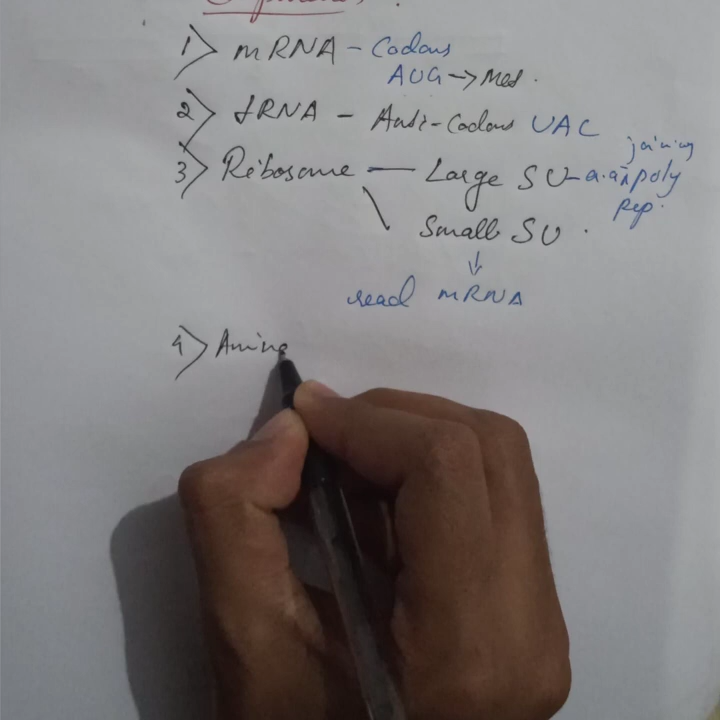 1) mRNA - Codons
AUG → Met.
2) tRNA - Anti-Codons UAC
joining
3) Ribosome — Large SU - a.a in poly
pep.
Small SU.
↓
read mRNA
4) Amino